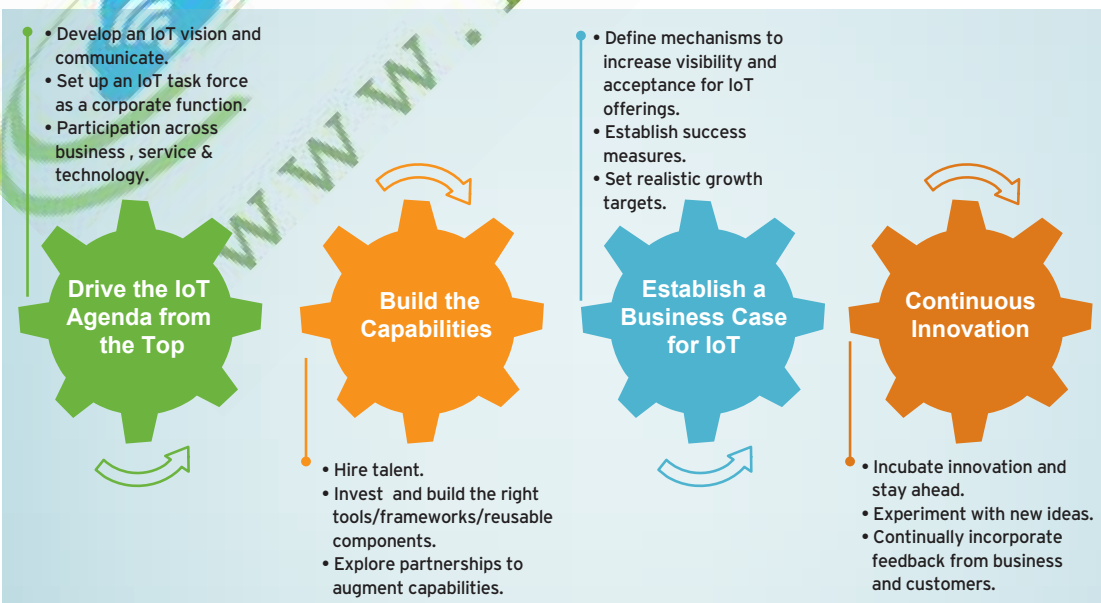 • Develop an IoT vision and
communicate.
• Set up an IoT task force
as a corporate function.
• Participation across
business , service &
technology.
Drive the IoT
Agenda from
the Top
Build the
Capabilities
• Hire talent.
• Invest and build the right
tools/frameworks/reusable
components.
• Explore partnerships to
augment capabilities.
• Define mechanisms to
increase visibility and
acceptance for IoT
offerings.
• Establish success
measures.
• Set realistic growth
targets.
Establish a
Business Case
for IoT
Continuous
Innovation
• Incubate innovation and
stay ahead.
• Experiment with new ideas.
• Continually incorporate
feedback from business
and customers.
www.